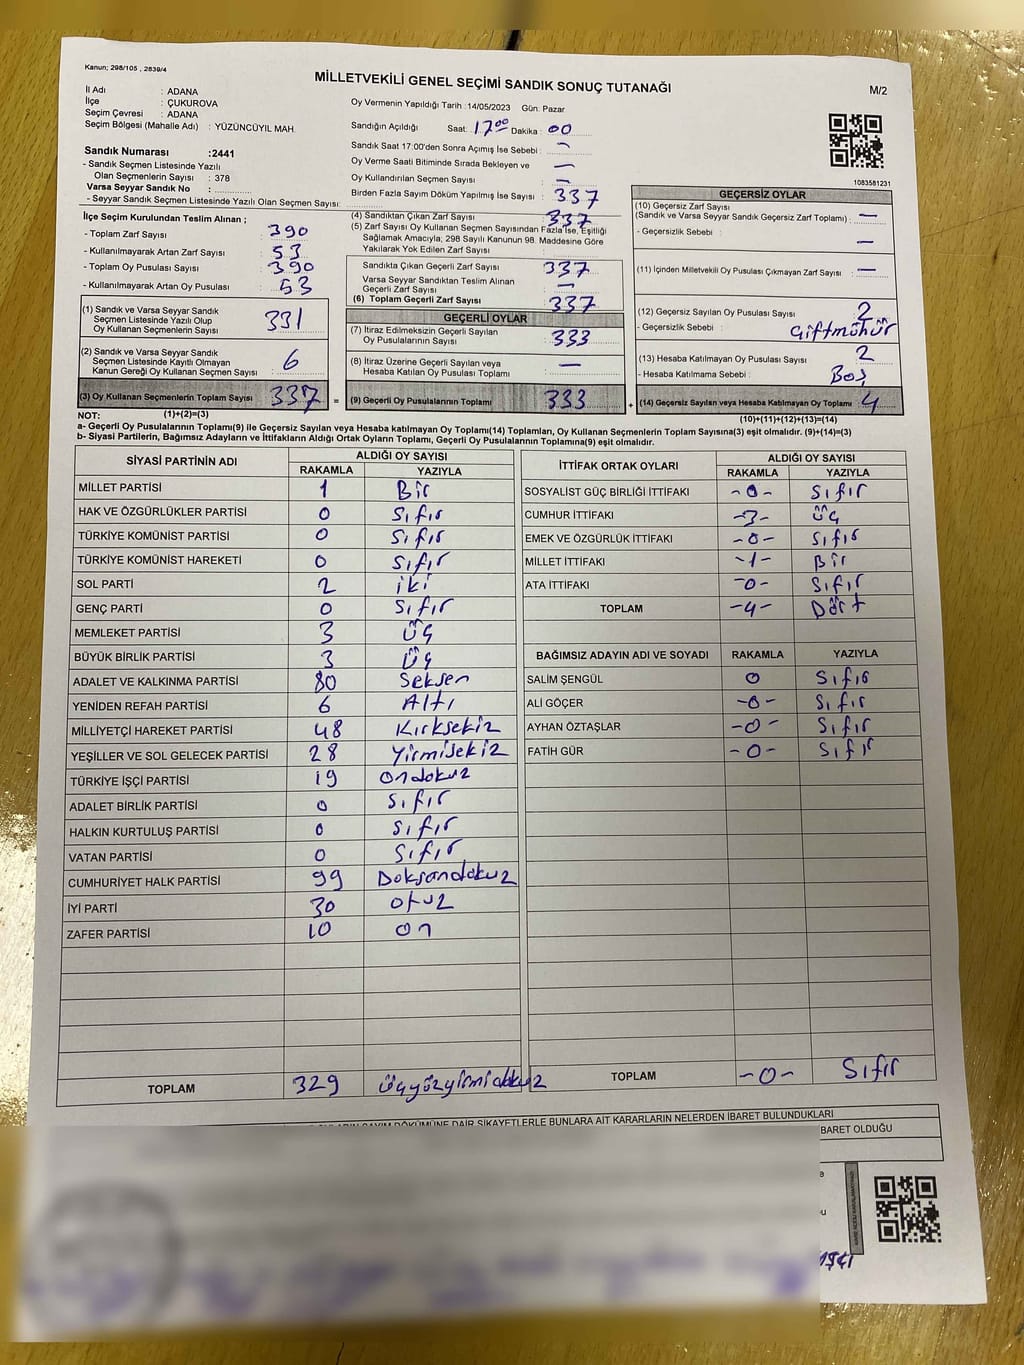 Kanun; 298/105 , 2839/4
MİLLETVEKİLİ GENEL SEÇİMİ SANDIK SONUÇ TUTANAĞI
M/2
İl Adı : ADANA
İlçe : ÇUKUROVA
Seçim Çevresi : ADANA
Seçim Bölgesi (Mahalle Adı) : YÜZÜNCÜYIL MAH.
Sandık Numarası :2441
- Sandık Seçmen Listesinde Yazılı
Olan Seçmenlerin Sayısı : 378
Varsa Seyyar Sandık No :
- Seyyar Sandık Seçmen Listesinde Yazılı Olan Seçmen Sayısı:
Oy Vermenin Yapıldığı Tarih : 14/05/2023 Gün: Pazar
Sandığın Açıldığı Saat: 17:00 Dakika : 00
Sandık Saat 17:00'den Sonra Açımış İse Sebebi : -
Oy Verme Saati Bitiminde Sırada Bekleyen ve -
Oy Kullandırılan Seçmen Sayısı : -
Birden Fazla Sayım Döküm Yapılmış İse Sayısı : 337
1083581231
İlçe Seçim Kurulundan Teslim Alınan ;
- Toplam Zarf Sayısı : 390
- Kullanılmayarak Artan Zarf Sayısı : 53
- Toplam Oy Pusulası Sayısı : 390
- Kullanılmayarak Artan Oy Pusulası : 53
(1) Sandık ve Varsa Seyyar Sandık
Seçmen Listesinde Yazılı Olup
Oy Kullanan Seçmenlerin Sayısı : 331
(2) Sandık ve Varsa Seyyar Sandık
Seçmen Listesinde Kayıtlı Olmayan
Kanun Gereği Oy Kullanan Seçmen Sayısı : 6
(3) Oy Kullanan Seçmenlerin Toplam Sayısı : 337 =
(1)+(2)=(3)
(4) Sandıktan Çıkan Zarf Sayısı : 337
(5) Zarf Sayısı Oy Kullanan Seçmen Sayısından Fazla İse, Eşitliği
Sağlamak Amacıyla; 298 Sayılı Kanunun 98. Maddesine Göre
Yakılarak Yok Edilen Zarf Sayısı :
Sandıkta Çıkan Geçerli Zarf Sayısı : 337
Varsa Seyyar Sandıktan Teslim Alınan
Geçerli Zarf Sayısı : -
(6) Toplam Geçerli Zarf Sayısı : 337
GEÇERLİ OYLAR
(7) İtiraz Edilmeksizin Geçerli Sayılan
Oy Pusulalarının Sayısı : 333
(8) İtiraz Üzerine Geçerli Sayılan veya
Hesaba Katılan Oy Pusulası Toplamı : -
(9) Geçerli Oy Pusulalarının Toplamı : 333 +
GEÇERSİZ OYLAR
(10) Geçersiz Zarf Sayısı
(Sandık ve Varsa Seyyar Sandık Geçersiz Zarf Toplamı) : -
- Geçersizlik Sebebi : -
(11) İçinden Milletvekili Oy Pusulası Çıkmayan Zarf Sayısı : -
(12) Geçersiz Sayılan Oy Pusulası Sayısı : 2
- Geçersizlik Sebebi : Çiftmühür
(13) Hesaba Katılmayan Oy Pusulası Sayısı : 2
- Hesaba Katılmama Sebebi : Boş
(14) Geçersiz Sayılan veya Hesaba Katılmayan Oy Toplamı : 4
(10)+(11)+(12)+(13)=(14)
NOT:
a- Geçerli Oy Pusulalarının Toplamı(9) ile Geçersiz Sayılan veya Hesaba katılmayan Oy Toplamı(14) Toplamları, Oy Kullanan Seçmenlerin Toplam Sayısına(3) eşit olmalıdır. (9)+(14)=(3)
b- Siyasi Partilerin, Bağımsız Adayların ve İttifakların Aldığı Ortak Oyların Toplamı, Geçerli Oy Pusulalarının Toplamına(9) eşit olmalıdır.
SİYASİ PARTİNİN ADI ALDIĞI OY SAYISI
RAKAMLA YAZIYLA
MİLLET PARTİSİ 1 Bir
HAK VE ÖZGÜRLÜKLER PARTİSİ 0 Sıfır
TÜRKİYE KOMÜNİST PARTİSİ 0 Sıfır
TÜRKİYE KOMÜNİST HAREKETİ 0 Sıfır
SOL PARTİ 2 iki
GENÇ PARTİ 0 Sıfır
MEMLEKET PARTİSİ 3 Üç
BÜYÜK BİRLİK PARTİSİ 3 Üç
ADALET VE KALKINMA PARTİSİ 80 Seksen
YENİDEN REFAH PARTİSİ 6 Altı
MİLLİYETÇİ HAREKET PARTİSİ 48 Kırksekiz
YEŞİLLER VE SOL GELECEK PARTİSİ 28 Yirmisekiz
TÜRKİYE İŞÇİ PARTİSİ 19 Ondokuz
ADALET BİRLİK PARTİSİ 0 Sıfır
HALKIN KURTULUŞ PARTİSİ 0 Sıfır
VATAN PARTİSİ 0 Sıfır
CUMHURİYET HALK PARTİSİ 99 Doksandokuz
İYİ PARTİ 30 otuz
ZAFER PARTİSİ 10 On
TOPLAM 329 Üçyüzyirmidokuz
İTTİFAK ORTAK OYLARI ALDIĞI OY SAYISI
RAKAMLA YAZIYLA
SOSYALİST GÜÇ BİRLİĞİ İTTİFAKI -0- Sıfır
CUMHUR İTTİFAKI -3- Üç
EMEK VE ÖZGÜRLÜK İTTİFAKI -0- Sıfır
MİLLET İTTİFAKI -1- Bir
ATA İTTİFAKI -0- Sıfır
TOPLAM -4- Dört
BAĞIMSIZ ADAYIN ADI VE SOYADI RAKAMLA YAZIYLA
SALİM ŞENGÜL 0 Sıfır
ALİ GÖÇER -0- Sıfır
AYHAN ÖZTAŞLAR -0- Sıfır
FATİH GÜR -0- Sıfır
TOPLAM -0- Sıfır
SAYIM DÖKÜMÜNE DAİR ŞİKAYETLERLE BUNLARA AİT KARARLARIN NELERDEN İBARET BULUNDUKLARI
BARET OLDUĞU